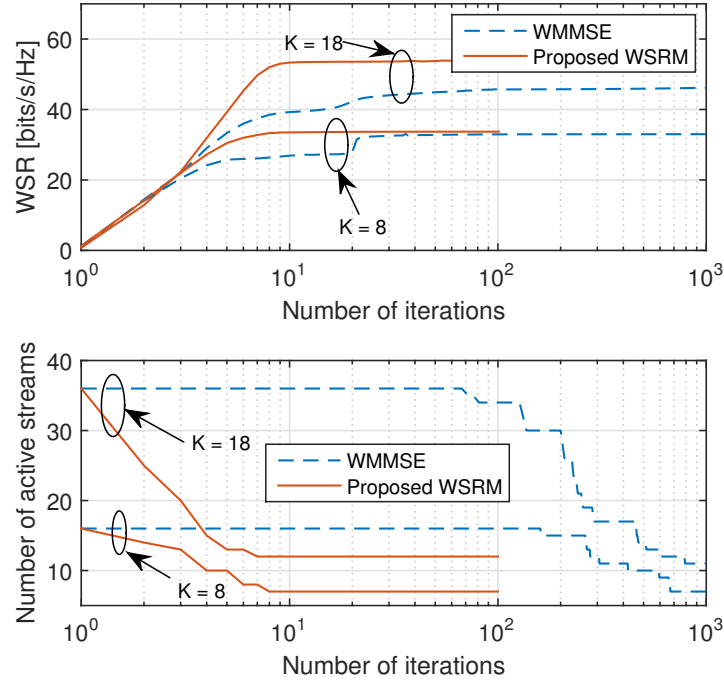 WSR [bits/s/Hz]
60
40
20
0
K = 18
K = 8
WMMSE
Proposed WSRM
10^0
10^1
10^2
10^3
Number of iterations
Number of active streams
40
30
20
10
K = 18
K = 8
WMMSE
Proposed WSRM
10^0
10^1
10^2
10^3
Number of iterations